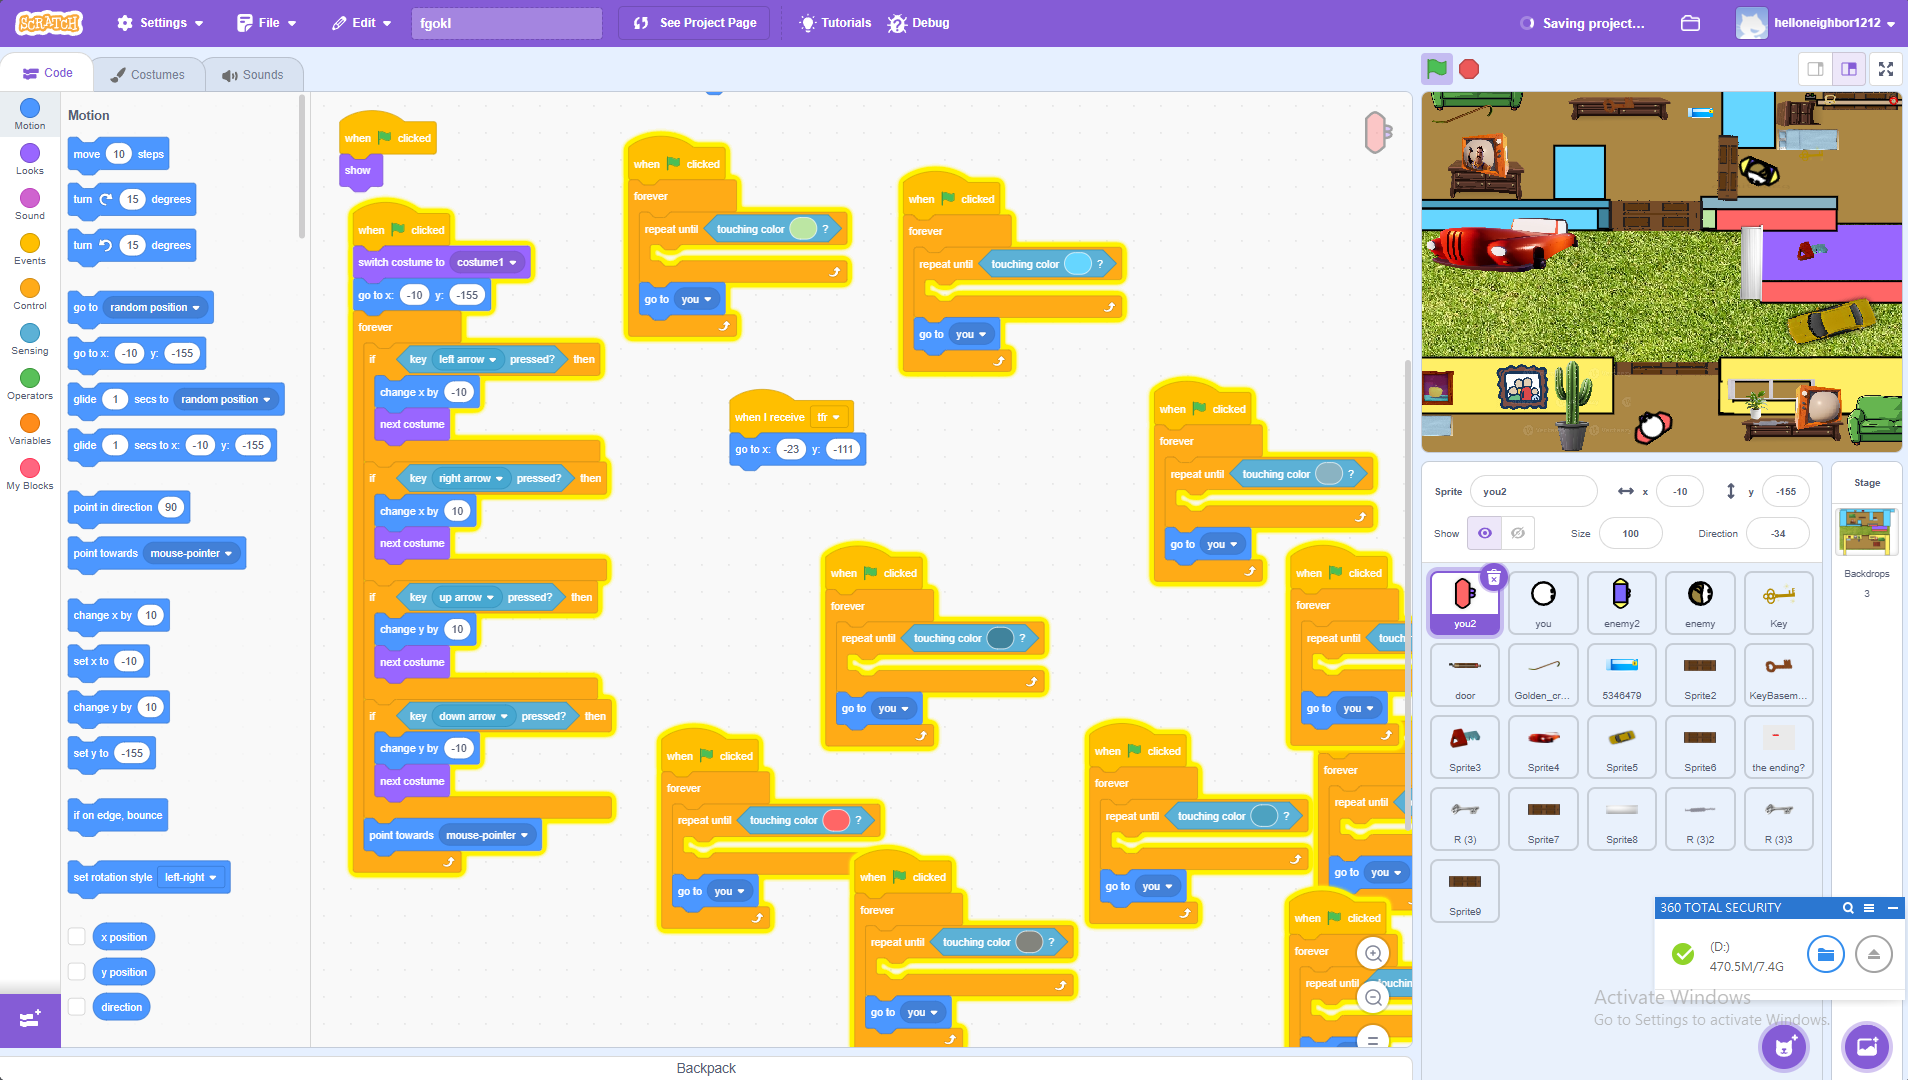 SCRATCH
Settings
File
Edit
fgokl
See Project Page
Tutorials
Debug
Saving project...
helloneighbor1212
Code
Costumes
Sounds
Motion
Looks
Sound
Events
Control
Sensing
Operators
Variables
My Blocks
Motion
move 10 steps
turn 15 degrees
turn 15 degrees
go to random position
go to x: -10 y: -155
glide 1 secs to random position
glide 1 secs to x: -10 y: -155
point in direction 90
point towards mouse-pointer
change x by 10
set x to -10
change y by 10
set y to -155
if on edge, bounce
set rotation style left-right
x position
y position
direction
when clicked
show
when clicked
switch costume to costume1
go to x: -10 y: -155
forever
if key left arrow pressed? then
change x by -10
next costume
if key right arrow pressed? then
change x by 10
next costume
if key up arrow pressed? then
change y by 10
next costume
if key down arrow pressed? then
change y by -10
next costume
point towards mouse-pointer
when clicked
forever
repeat until touching color ?
go to you
when clicked
forever
repeat until touching color ?
go to you
when I receive
go to x: -23 y: -111
when clicked
forever
repeat until touching color ?
go to you
when clicked
forever
repeat until touching color ?
go to you
when clicked
forever
repeat until touch
go to you
when clicked
forever
repeat until touching color ?
go to you
when clicked
forever
repeat until touching color ?
go to you
forever
repeat until
go to you
when clicked
forever
repeat until touching color ?
go to you
when clicked
forever
repeat until touchin
Backpack
Sprite you2 x -10 y -155
Show Size 100 Direction -34
you2
you
enemy2
enemy
Key
door
Golden_cr...
5346479
Sprite2
KeyBasem...
Sprite3
Sprite4
Sprite5
Sprite6
the ending?
R (3)
Sprite7
Sprite8
R (3)2
R (3)3
Sprite9
Stage
Backdrops
3
360 TOTAL SECURITY
(D:)
470.5M/7.4G
Activate Windows
Go to Settings to activate Windows.